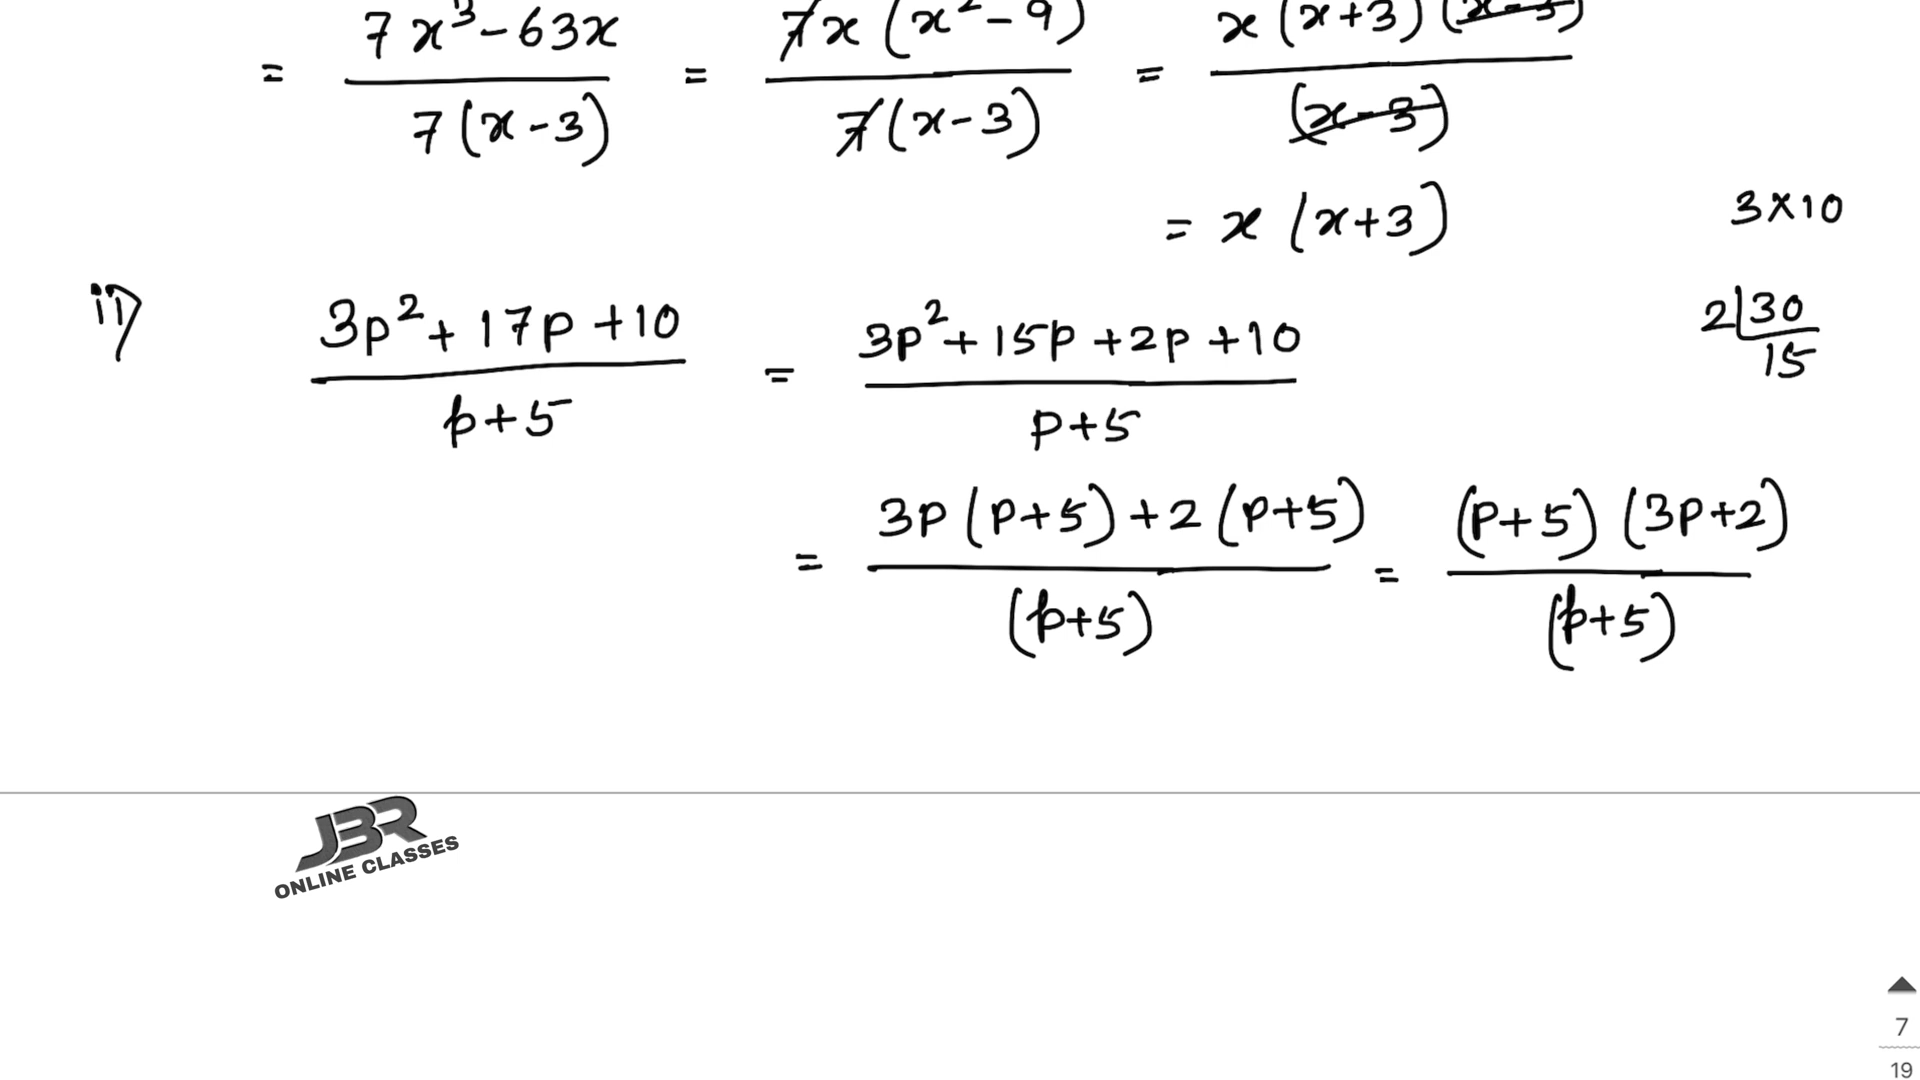 = 7x³-63x / 7(x-3) = 7x(x²-9) / 7(x-3) = x(x+3)(x-3) / (x-3)
= x(x+3)
3×10
ii) 3p²+17p+10 / p+5 = 3p²+15p+2p+10 / p+5
2|30
15
= 3p(p+5)+2(p+5) / (p+5) = (p+5)(3p+2) / (p+5)
JBR
ONLINE CLASSES
7
19